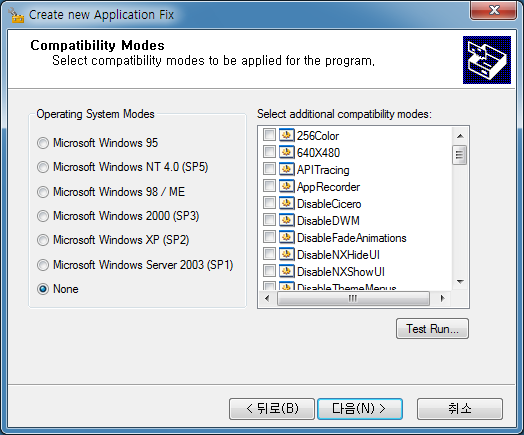 Create new Application Fix
Compatibility Modes
Select compatibility modes to be applied for the program,
Operating System Modes
Microsoft Windows 95
Microsoft Windows NT 4.0 (SP5)
Microsoft Windows 98 / ME
Microsoft Windows 2000 (SP3)
Microsoft Windows XP (SP2)
Microsoft Windows Server 2003 (SP1)
None
Select additional compatibility modes:
256Color
640X480
APITracing
AppRecorder
DisableCicero
DisableDWM
DisableFadeAnimations
DisableNXHideUI
DisableNXShowUI
DisableThemeMenus
Test Run...
< 뒤로(B)
다음(N) >
취소